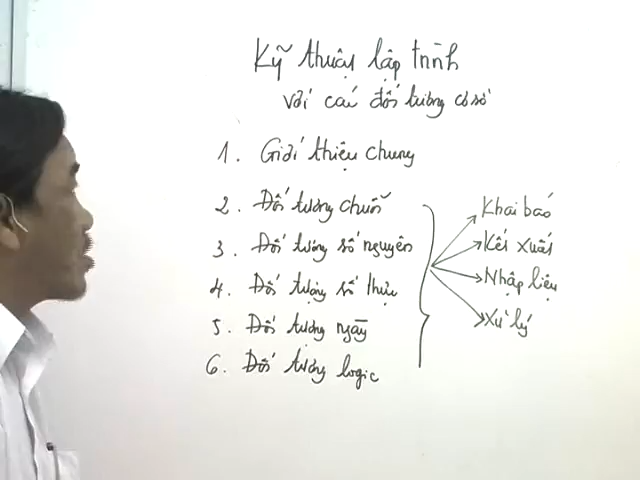 Kỹ thuật lập trình
với các đối tượng cơ sở
1. Giới thiệu chung
2. Đối tượng chuỗi
3. Đối tượng số nguyên
4. Đối tượng số thực
5. Đối tượng ngày
6. Đối tượng logic
Khai báo
Kết xuất
Nhập liệu
Xử lý